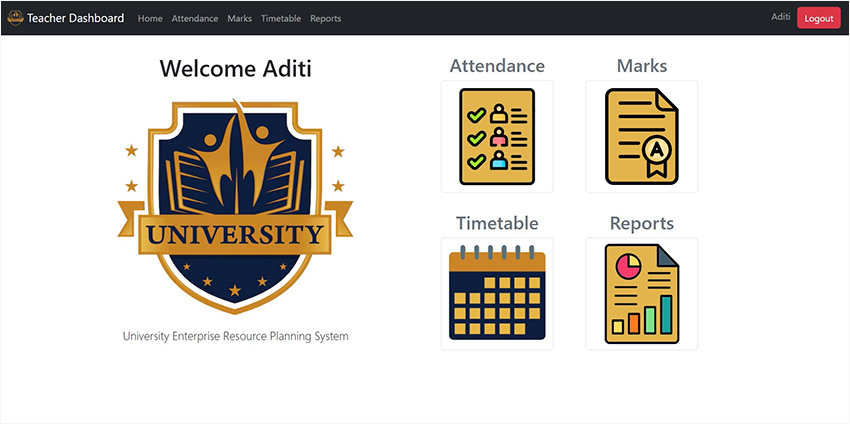 Teacher Dashboard Home Attendance Marks Timetable Reports Aditi Logout
Welcome Aditi
UNIVERSITY
University Enterprise Resource Planning System
Attendance Marks
A
Timetable Reports